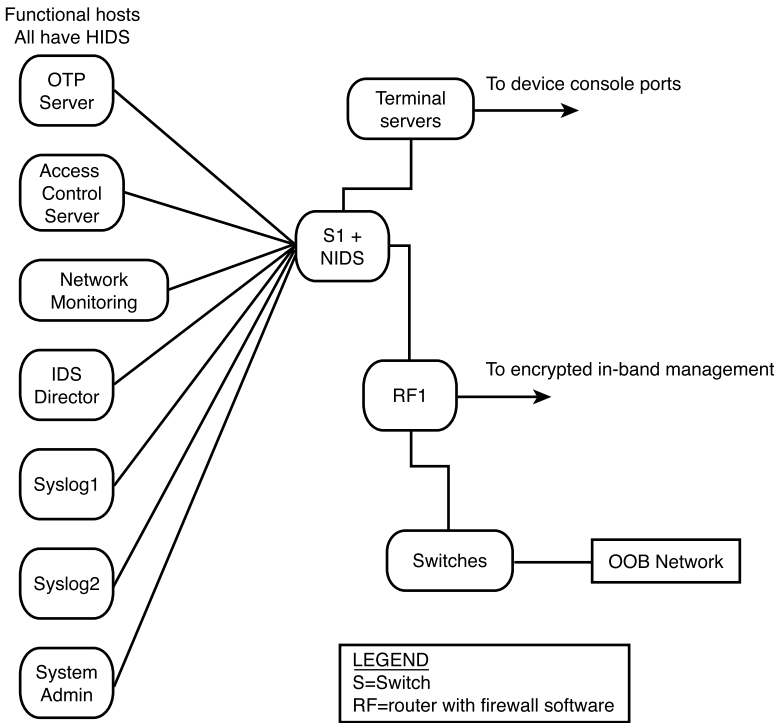 Functional hosts
All have HIDS
OTP
Server
Access
Control
Server
Network
Monitoring
IDS
Director
Syslog1
Syslog2
System
Admin
S1 +
NIDS
Terminal
servers
To device console ports
RF1
To encrypted in-band management
Switches
OOB Network
LEGEND
S=Switch
RF=router with firewall software